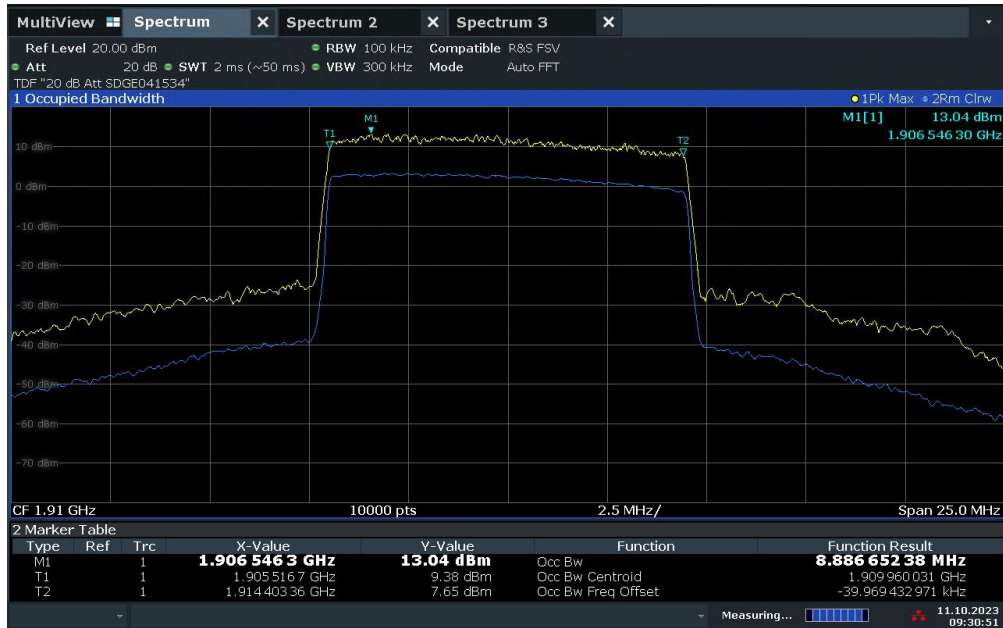 MultiView Spectrum X Spectrum 2 X Spectrum 3 X
Ref Level 20.00 dBm RBW 100 kHz Compatible R&S FSV
Att 20 dB SWT 2 ms (~50 ms) VBW 300 kHz Mode Auto FFT
TDF "20 dB Att SDGE041534"
1 Occupied Bandwidth 1Pk Max 2Rm Clrw
M1[1] 13.04 dBm
1.906 546 30 GHz
M1
T1
T2
10 dBm
0 dBm
-10 dBm
-20 dBm
-30 dBm
-40 dBm
-50 dBm
-60 dBm
-70 dBm
CF 1.91 GHz 10000 pts 2.5 MHz/ Span 25.0 MHz
2 Marker Table
Type Ref Trc X-Value Y-Value Function Function Result
M1 1 1.906 546 3 GHz 13.04 dBm Occ Bw 8.886 652 38 MHz
T1 1 1.905 516 7 GHz 9.38 dBm Occ Bw Centroid 1.909 960 031 GHz
T2 1 1.914 403 36 GHz 7.65 dBm Occ Bw Freq Offset -39.969 432 971 kHz
Measuring... 11.10.2023
09:30:51